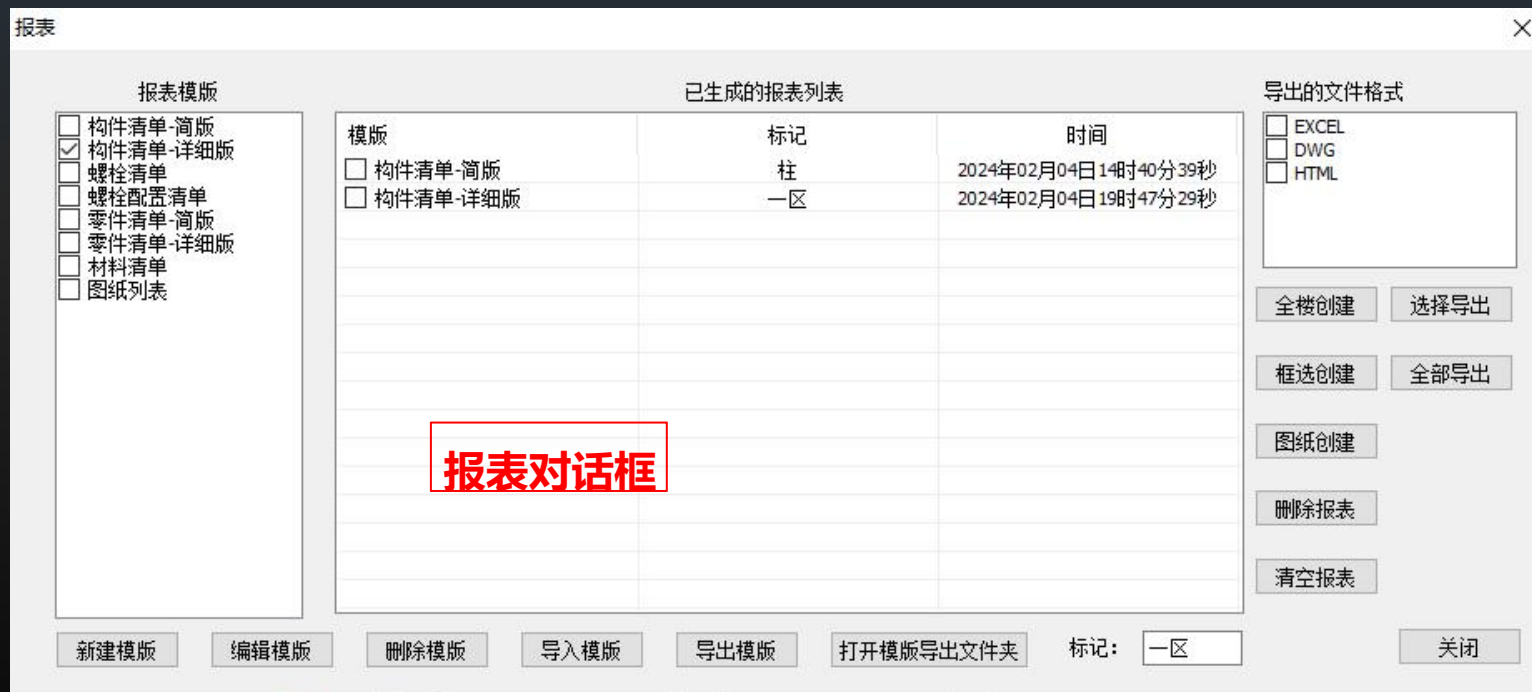 报表
报表模版
构件清单-简版
构件清单-详细版
螺栓清单
螺栓配置清单
零件清单-简版
零件清单-详细版
材料清单
图纸列表
已生成的报表列表
模版 标记 时间
构件清单-简版 柱 2024年02月04日14时40分39秒
构件清单-详细版 一区 2024年02月04日19时47分29秒
报表对话框
导出的文件格式
EXCEL
DWG
HTML
全楼创建 选择导出
框选创建 全部导出
图纸创建
删除报表
清空报表
新建模版 编辑模版 删除模版 导入模版 导出模版 打开模版导出文件夹 标记： 一区 关闭